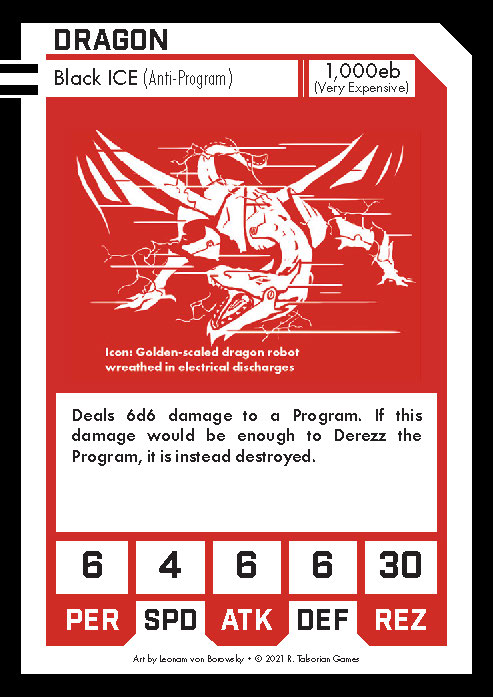 DRAGON
Black ICE (Anti-Program)
1,000eb
(Very Expensive)
Icon: Golden-scaled dragon robot
wreathed in electrical discharges
Deals 6d6 damage to a Program. If this
damage would be enough to Derezz the
Program, it is instead destroyed.
6 4 6 6 30
PER SPD ATK DEF REZ
Art by Leonam von Borowsky • © 2021 R. Talsorian Games